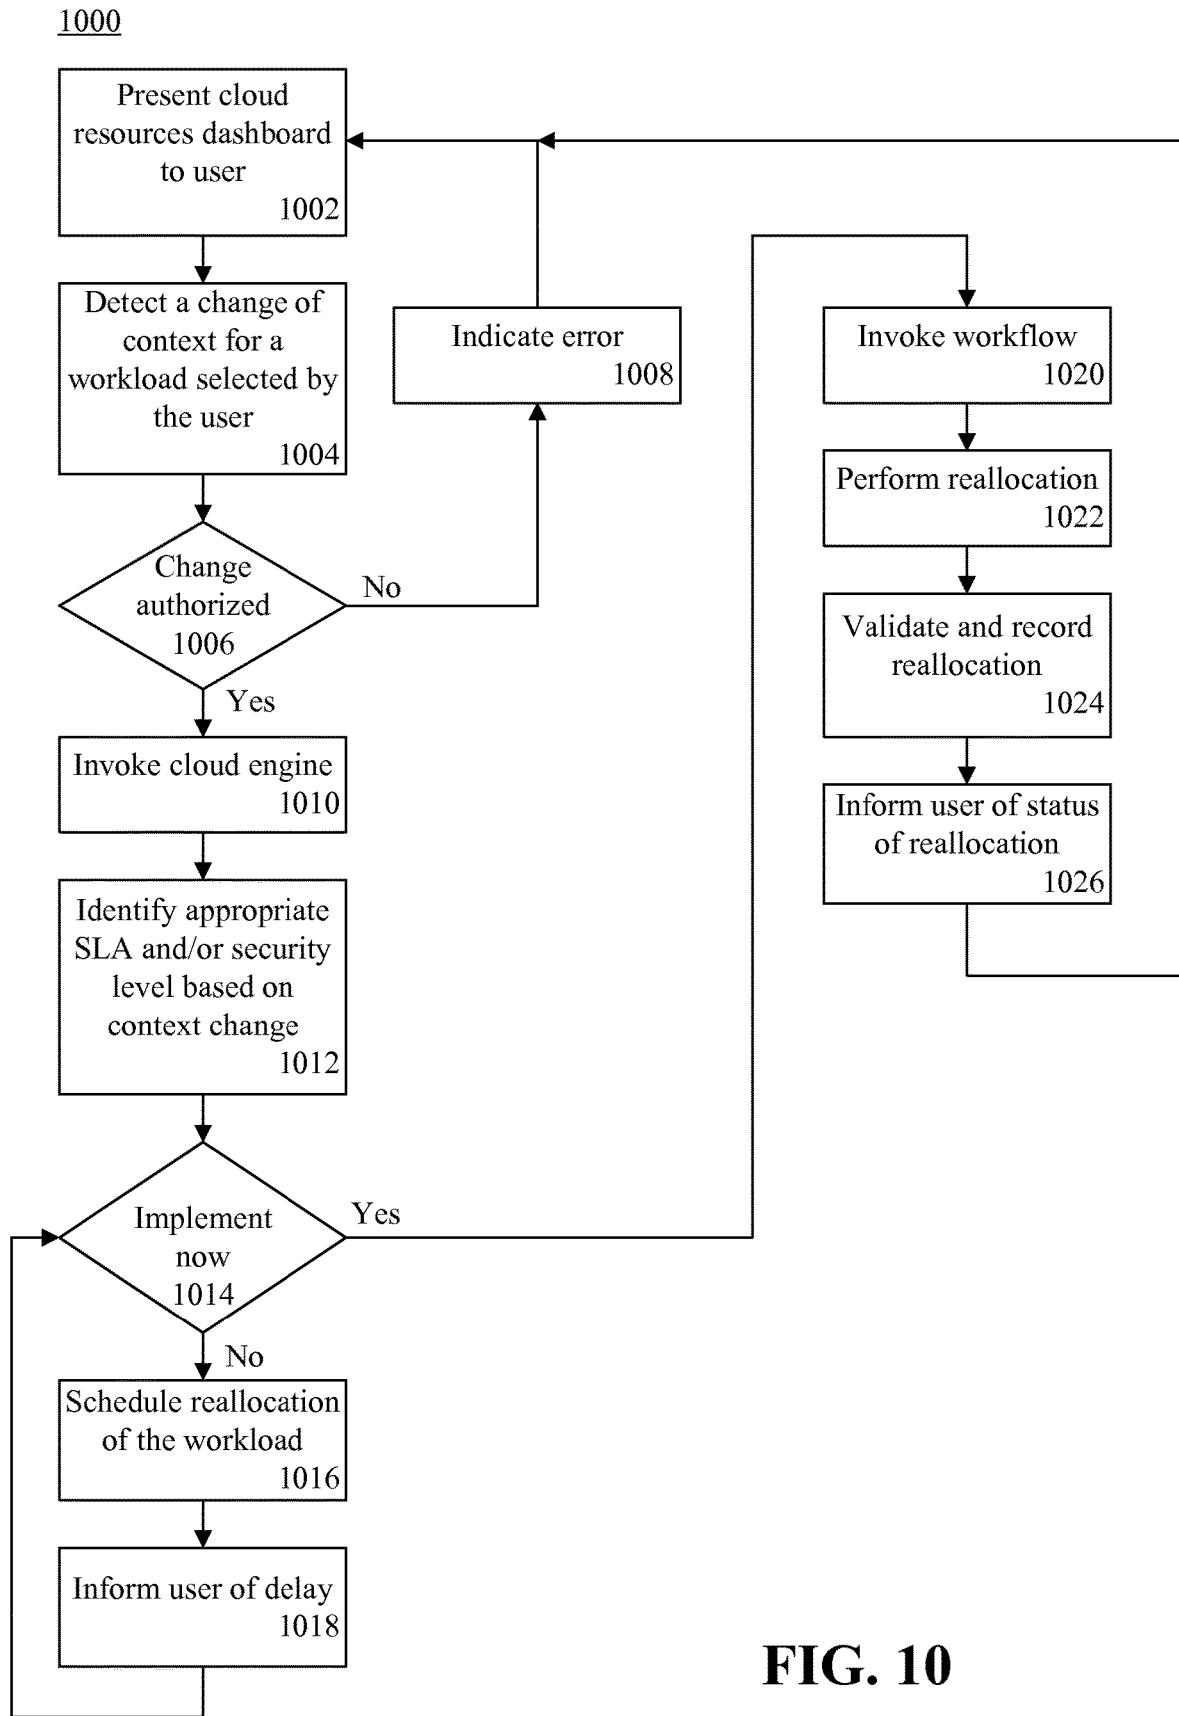 1000
Present cloud
resources dashboard
to user
1002
Detect a change of
context for a
workload selected by
the user
1004
Change
authorized
1006
No
Indicate error
1008
Yes
Invoke cloud engine
1010
Identify appropriate
SLA and/or security
level based on
context change
1012
Implement
now
1014
Yes
No
Schedule reallocation
of the workload
1016
Inform user of delay
1018
Invoke workflow
1020
Perform reallocation
1022
Validate and record
reallocation
1024
Inform user of status
of reallocation
1026
FIG. 10